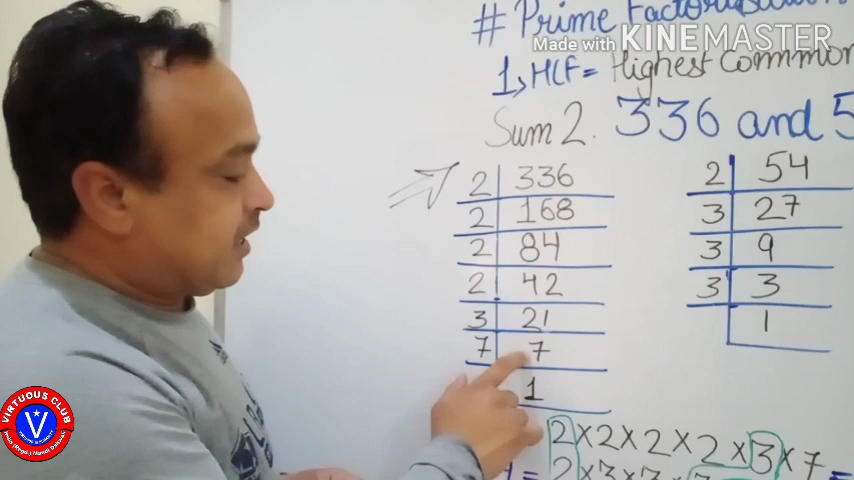 # Prime
Made with KINEMASTER
1, HCF = Highest Common
Sum 2. 336 and 5
2 | 336
2 | 168
2 | 84
2 | 42
3 | 21
7 | 7
1
2 | 54
3 | 27
3 | 9
3 | 3
1
2 × 2 × 2 × 2 × 3 × 7 =
2 × 3 × 3 ×
VIRTUOUS CLUB
V